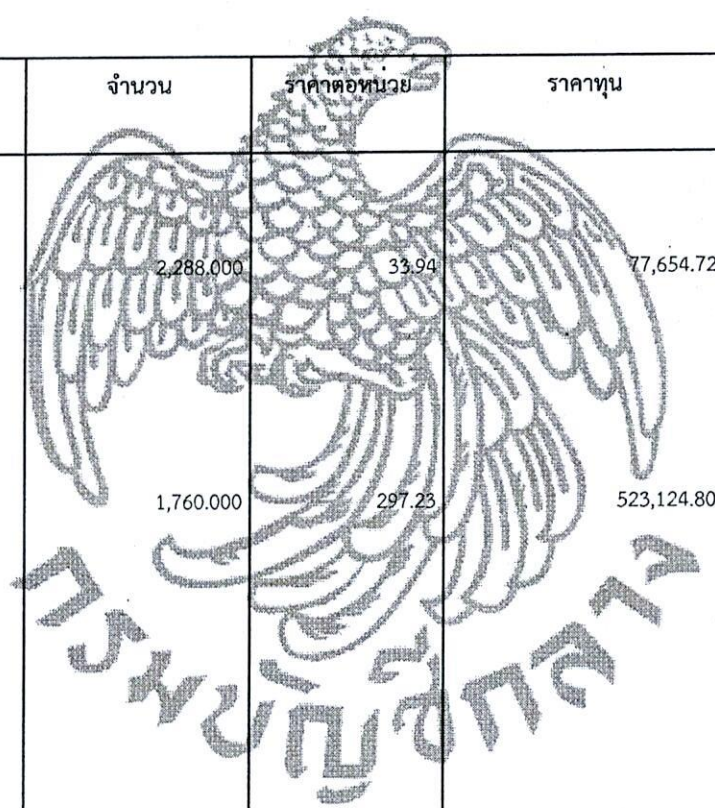 จำนวน ราคาต่อหน่วย ราคาทุน
2,288.000 33.94 77,654.72
1,760.000 297.23 523,124.80
กรมบัญชีกลาง